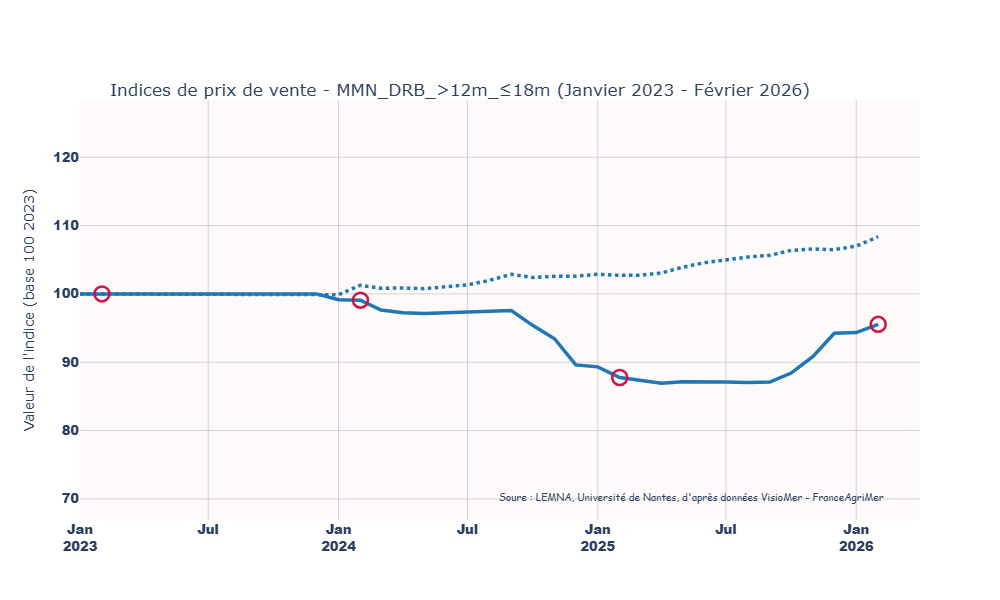 Indices de prix de vente - MMN_DRB_>12m_≤18m (Janvier 2023 - Février 2026)
Valeur de l'indice (base 100 2023)
120
110
100
90
80
70
Soure : LEMNA, Université de Nantes, d'après données VisioMer - FranceAgriMer
Jan
2023
Jul
Jan
2024
Jul
Jan
2025
Jul
Jan
2026